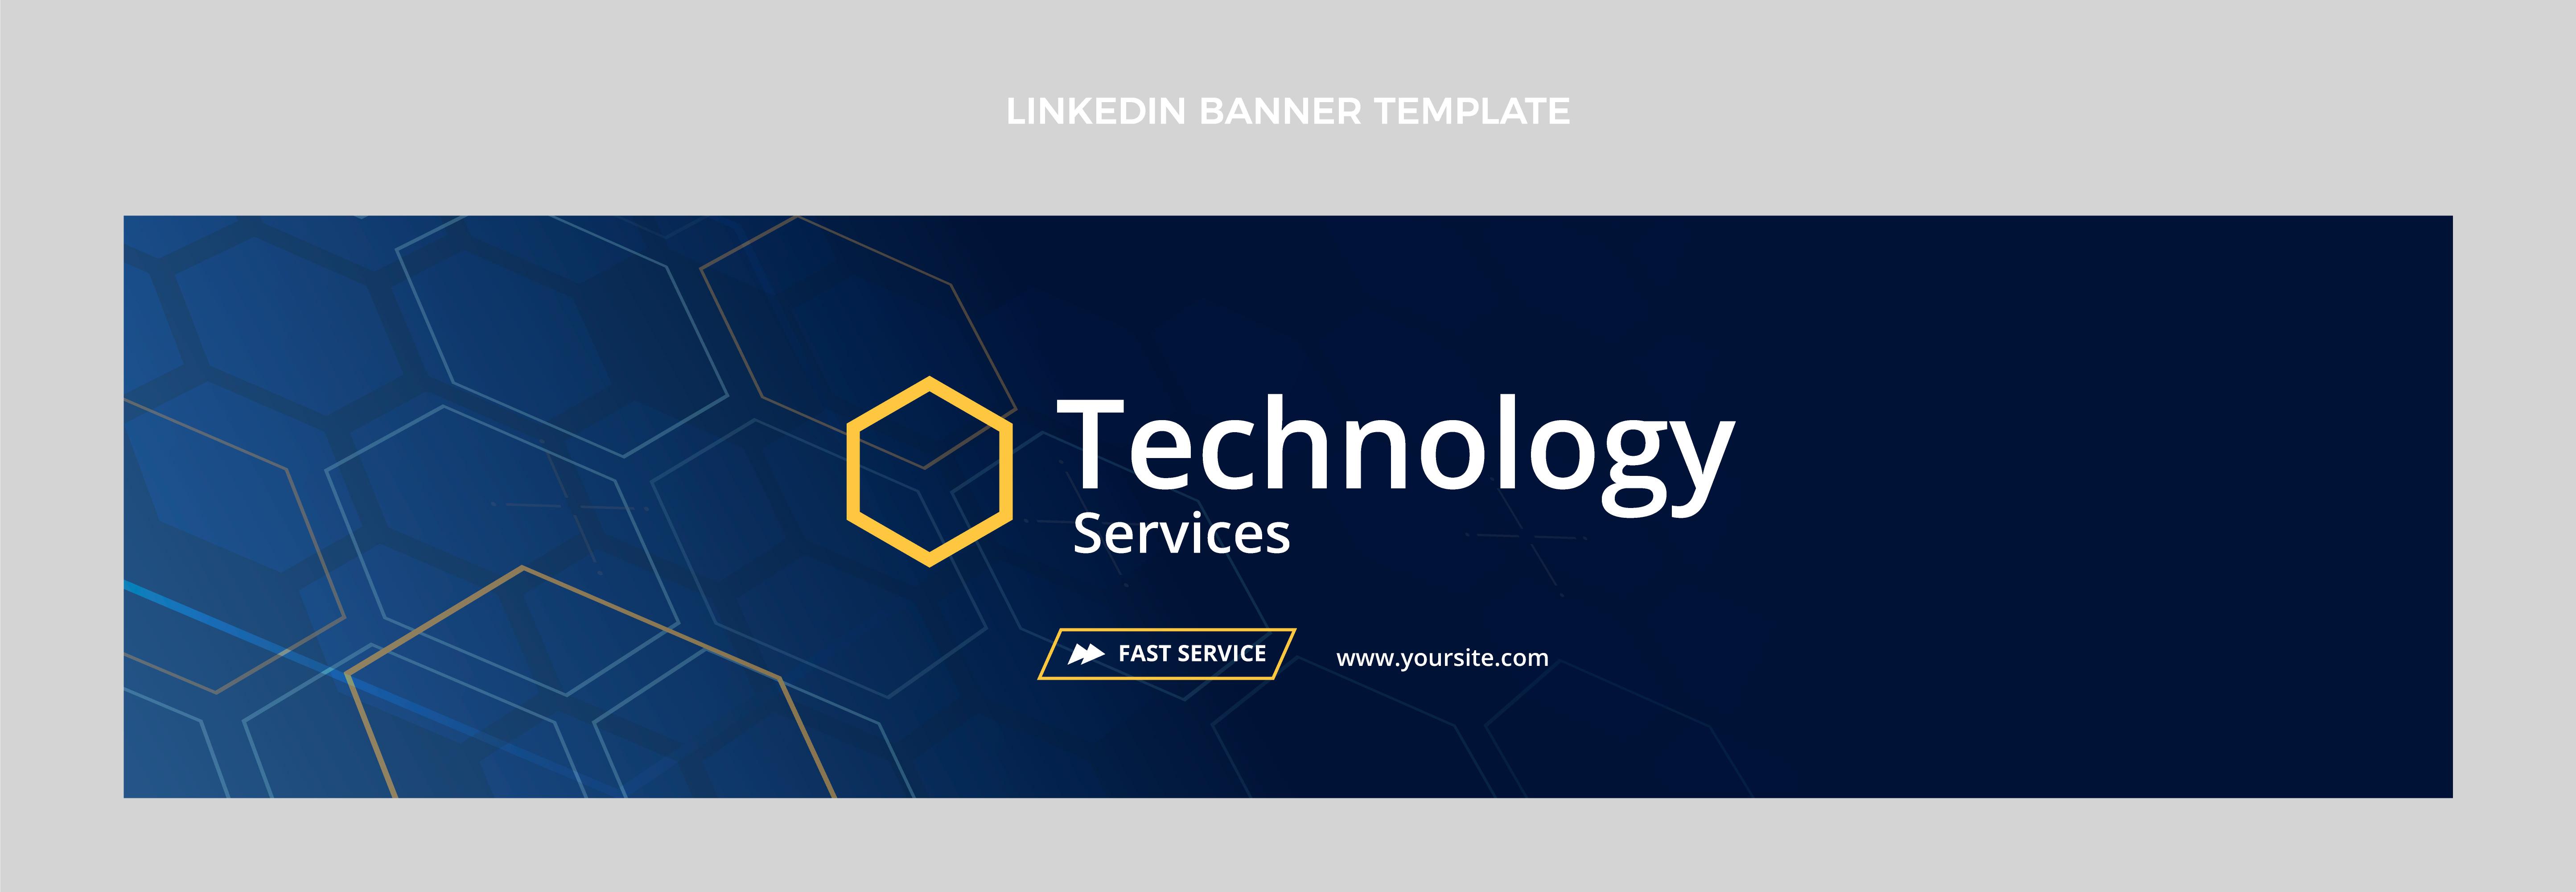 LINKEDIN BANNER TEMPLATE
Technology
Services
FAST SERVICE
www.yoursite.com